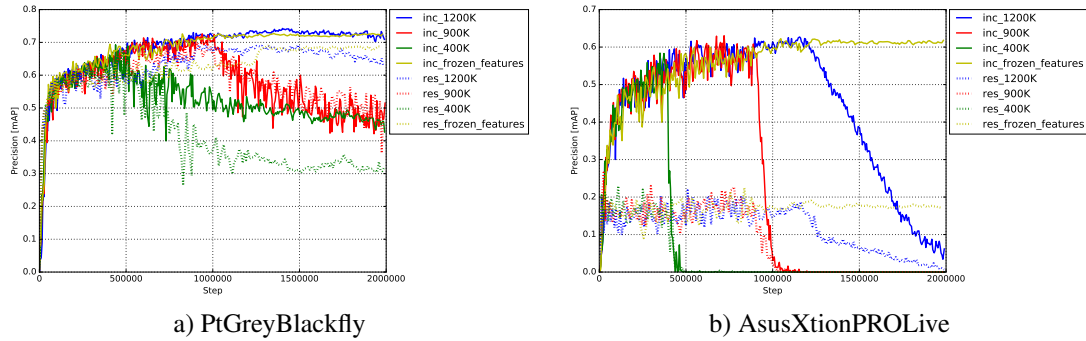 0.8
0.7
0.6
0.5
0.4
0.3
0.2
0.1
0.0
0
500000
1000000
1500000
2000000
Precision [mAP]
Step
inc_1200K
inc_900K
inc_400K
inc_frozen_features
res_1200K
res_900K
res_400K
res_frozen_features
a) PtGreyBlackfly
0.7
0.6
0.5
0.4
0.3
0.2
0.1
0.0
0
500000
1000000
1500000
2000000
Precision [mAP]
Step
inc_1200K
inc_900K
inc_400K
inc_frozen_features
res_1200K
res_900K
res_400K
res_frozen_features
b) AsusXtionPROLive